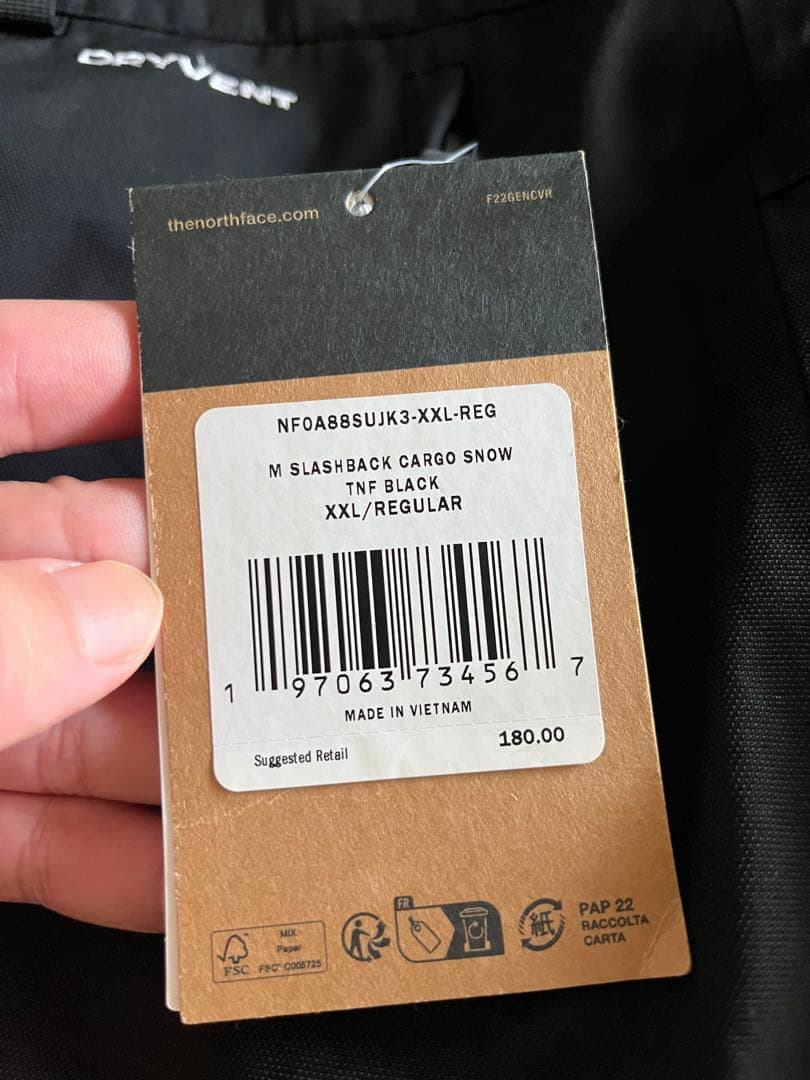 DRYVENT
thenorthface.com
F22GENCVR
NF0A88SUJK3-XXL-REG
M SLASHBACK CARGO SNOW
TNF BLACK
XXL/REGULAR
1 97063 73456 7
MADE IN VIETNAM
Suggested Retail 180.00
FR
MIX
Paper
FSC FSC® C005725
紙
PAP 22
RACCOLTA
CARTA